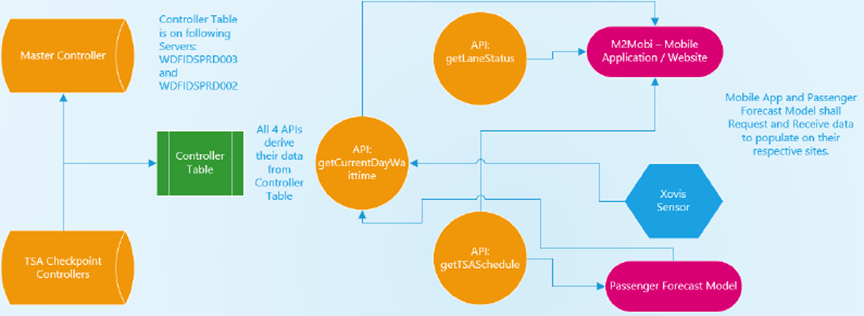 Controller Table
is on following
Servers:
WDFIDSPRD003
and
WDFIDSPRD002
Master Controller
API:
getLaneStatus
M2Mobi – Mobile
Application / Website
Mobile App and Passenger
Forecast Model shall
Request and Receive data
to populate on their
respective sites.
All 4 APIs
derive
their data
from
Controller
Table
Controller
Table
API:
getCurrentDayWa
ittime
Xovis
Sensor
TSA Checkpoint
Controllers
API:
getTSASchedule
Passenger Forecast Model